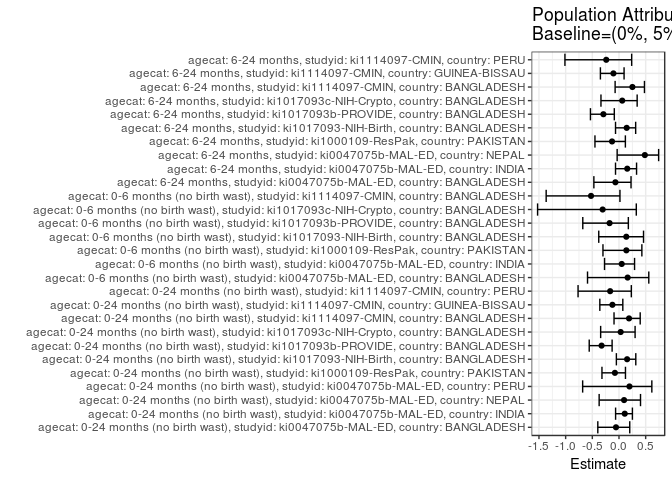 Population Attribu
Baseline=(0%, 5%
agecat: 6-24 months, studyid: ki1114097-CMIN, country: PERU
agecat: 6-24 months, studyid: ki1114097-CMIN, country: GUINEA-BISSAU
agecat: 6-24 months, studyid: ki1114097-CMIN, country: BANGLADESH
agecat: 6-24 months, studyid: ki1017093c-NIH-Crypto, country: BANGLADESH
agecat: 6-24 months, studyid: ki1017093b-PROVIDE, country: BANGLADESH
agecat: 6-24 months, studyid: ki1017093-NIH-Birth, country: BANGLADESH
agecat: 6-24 months, studyid: ki1000109-ResPak, country: PAKISTAN
agecat: 6-24 months, studyid: ki0047075b-MAL-ED, country: NEPAL
agecat: 6-24 months, studyid: ki0047075b-MAL-ED, country: INDIA
agecat: 6-24 months, studyid: ki0047075b-MAL-ED, country: BANGLADESH
agecat: 0-6 months (no birth wast), studyid: ki1114097-CMIN, country: BANGLADESH
agecat: 0-6 months (no birth wast), studyid: ki1017093c-NIH-Crypto, country: BANGLADESH
agecat: 0-6 months (no birth wast), studyid: ki1017093b-PROVIDE, country: BANGLADESH
agecat: 0-6 months (no birth wast), studyid: ki1017093-NIH-Birth, country: BANGLADESH
agecat: 0-6 months (no birth wast), studyid: ki1000109-ResPak, country: PAKISTAN
agecat: 0-6 months (no birth wast), studyid: ki0047075b-MAL-ED, country: INDIA
agecat: 0-6 months (no birth wast), studyid: ki0047075b-MAL-ED, country: BANGLADESH
agecat: 0-24 months (no birth wast), studyid: ki1114097-CMIN, country: PERU
agecat: 0-24 months (no birth wast), studyid: ki1114097-CMIN, country: GUINEA-BISSAU
agecat: 0-24 months (no birth wast), studyid: ki1114097-CMIN, country: BANGLADESH
agecat: 0-24 months (no birth wast), studyid: ki1017093c-NIH-Crypto, country: BANGLADESH
agecat: 0-24 months (no birth wast), studyid: ki1017093b-PROVIDE, country: BANGLADESH
agecat: 0-24 months (no birth wast), studyid: ki1017093-NIH-Birth, country: BANGLADESH
agecat: 0-24 months (no birth wast), studyid: ki1000109-ResPak, country: PAKISTAN
agecat: 0-24 months (no birth wast), studyid: ki0047075b-MAL-ED, country: PERU
agecat: 0-24 months (no birth wast), studyid: ki0047075b-MAL-ED, country: NEPAL
agecat: 0-24 months (no birth wast), studyid: ki0047075b-MAL-ED, country: INDIA
agecat: 0-24 months (no birth wast), studyid: ki0047075b-MAL-ED, country: BANGLADESH
-1.5 -1.0 -0.5 0.0 0.5
Estimate